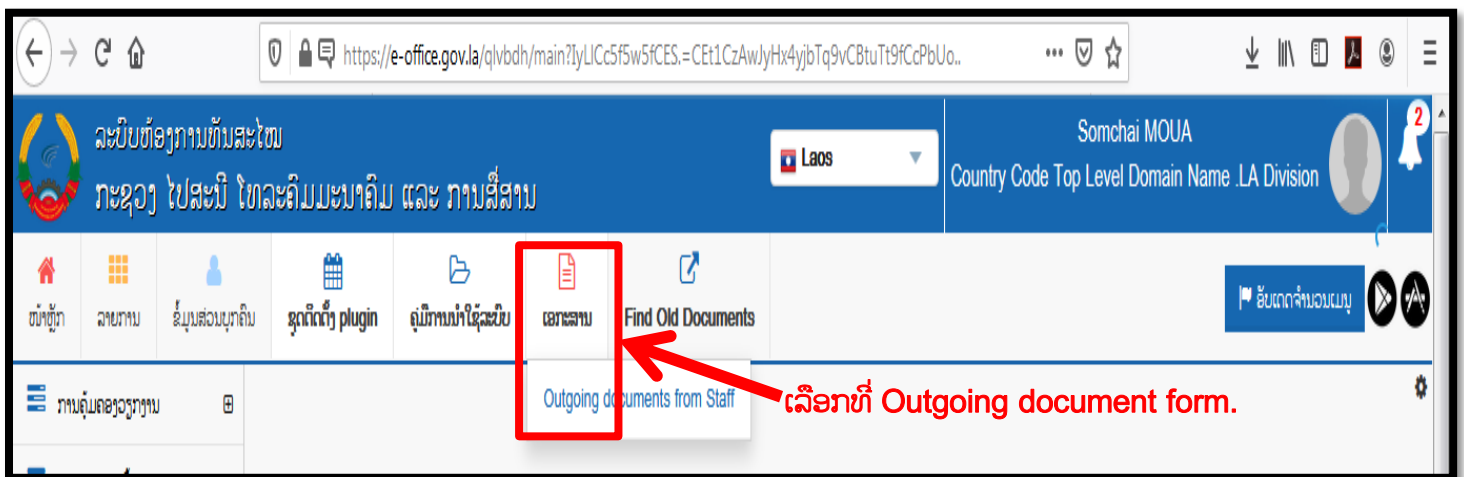 https://e-office.gov.la/qlvbdh/main?IyLlCc5f5w5fCES.=CEt1CzAwJyHx4yjbTq9vCBtuTt9fCcPbUo..
ລະບົບຫ້ອງການທັນສະໄໝ
ກະຊວງ ໄປສະນີ ໂທລະຄົມມະນາຄົມ ແລະ ການສື່ສານ
Laos
Somchai MOUA
Country Code Top Level Domain Name .LA Division
2
ໜ້າຫຼັກ
ລາຍການ
ຂໍ້ມູນສ່ວນບຸກຄົນ
ຊຸດຕິດຕັ້ງ plugin
ຄູ່ມືການນຳໃຊ້ລະບົບ
ເອກະສານ
Find Old Documents
ອັບເດດຈຳນວນເມນູ
ການຄຸ້ມຄອງວຽກງານ
Outgoing documents from Staff
ເລືອກທີ່ Outgoing document form.